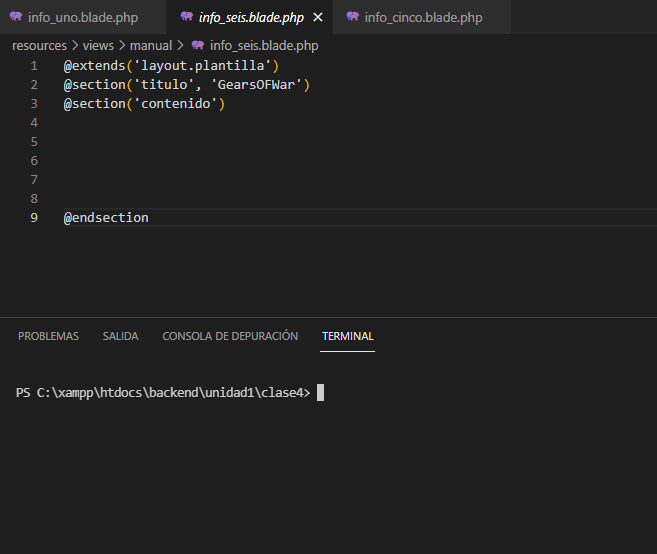 info_uno.blade.php info_seis.blade.php info_cinco.blade.php
resources > views > manual > info_seis.blade.php
1 @extends('layout.plantilla')
2 @section('titulo', 'GearsOFWar')
3 @section('contenido')
4
5
6
7
8
9 @endsection
PROBLEMAS SALIDA CONSOLA DE DEPURACIÓN TERMINAL
PS C:\xampp\htdocs\backend\unidad1\clase4>